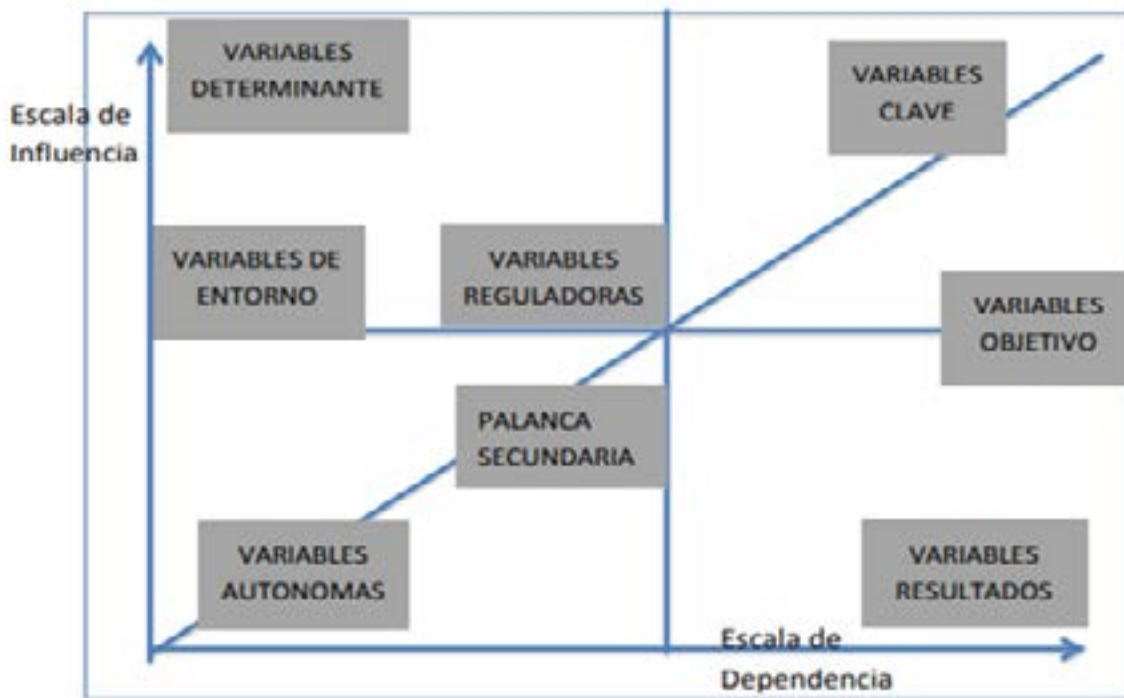 VARIABLES
DETERMINANTE
VARIABLES
CLAVE
Escala de
Influencia
VARIABLES DE
ENTORNO
VARIABLES
REGULADORAS
VARIABLES
OBJETIVO
PALANCA
SECUNDARIA
VARIABLES
AUTONOMAS
VARIABLES
RESULTADOS
Escala de
Dependencia